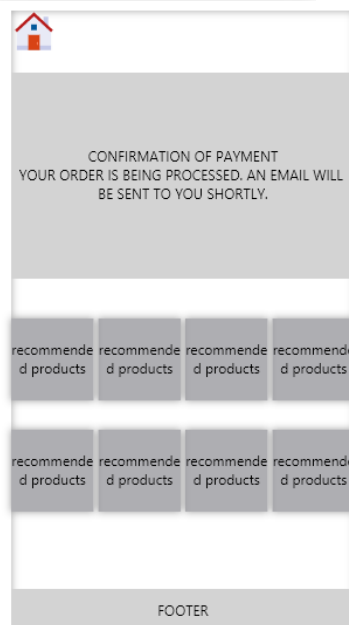 CONFIRMATION OF PAYMENT
YOUR ORDER IS BEING PROCESSED. AN EMAIL WILL
BE SENT TO YOU SHORTLY.
recommende recommende recommende recommende
d products d products d products d products
recommende recommende recommende recommende
d products d products d products d products
FOOTER